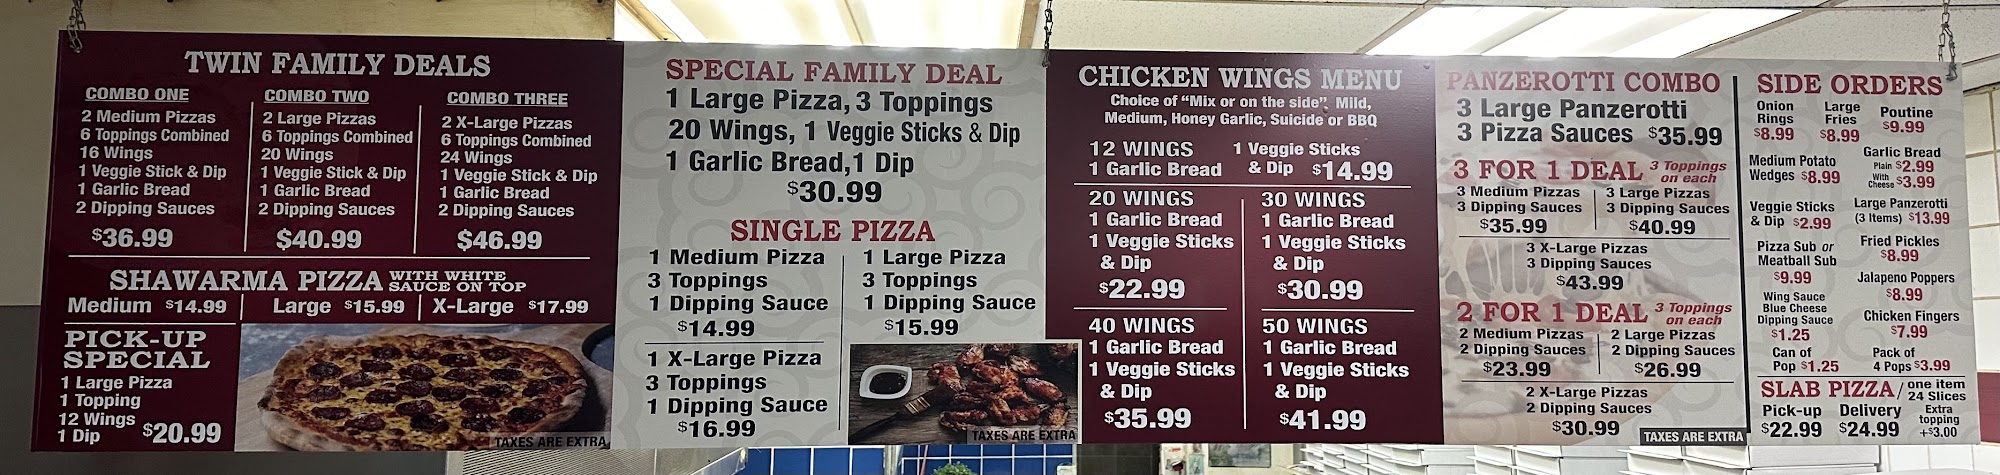 TWIN FAMILY DEALS
COMBO ONE
2 Medium Pizzas
6 Toppings Combined
16 Wings
1 Veggie Stick & Dip
1 Garlic Bread
2 Dipping Sauces
$36.99
COMBO TWO
2 Large Pizzas
6 Toppings Combined
20 Wings
1 Veggie Stick & Dip
1 Garlic Bread
2 Dipping Sauces
$40.99
COMBO THREE
2 X-Large Pizzas
6 Toppings Combined
24 Wings
1 Veggie Stick & Dip
1 Garlic Bread
2 Dipping Sauces
$46.99
SHAWARMA PIZZA WITH WHITE
SAUCE ON TOP
Medium $14.99 Large $15.99 X-Large $17.99
PICK-UP
SPECIAL
1 Large Pizza
1 Topping
12 Wings
1 Dip $20.99
TAXES ARE EXTRA
SPECIAL FAMILY DEAL
1 Large Pizza, 3 Toppings
20 Wings, 1 Veggie Sticks & Dip
1 Garlic Bread, 1 Dip
$30.99
SINGLE PIZZA
1 Medium Pizza
3 Toppings
1 Dipping Sauce
$14.99
1 Large Pizza
3 Toppings
1 Dipping Sauce
$15.99
1 X-Large Pizza
3 Toppings
1 Dipping Sauce
$16.99
TAXES ARE EXTRA
CHICKEN WINGS MENU
Choice of "Mix or on the side", Mild,
Medium, Honey Garlic, Suicide or BBQ
12 WINGS
1 Garlic Bread
1 Veggie Sticks
& Dip $14.99
20 WINGS
1 Garlic Bread
1 Veggie Sticks
& Dip
$22.99
30 WINGS
1 Garlic Bread
1 Veggie Sticks
& Dip
$30.99
40 WINGS
1 Garlic Bread
1 Veggie Sticks
& Dip
$35.99
50 WINGS
1 Garlic Bread
1 Veggie Sticks
& Dip
$41.99
PANZEROTTI COMBO
3 Large Panzerotti
3 Pizza Sauces $35.99
3 FOR 1 DEAL 3 Toppings
on each
3 Medium Pizzas
3 Dipping Sauces
$35.99
3 Large Pizzas
3 Dipping Sauces
$40.99
3 X-Large Pizzas
3 Dipping Sauces
$43.99
2 FOR 1 DEAL 3 Toppings
on each
2 Medium Pizzas
2 Dipping Sauces
$23.99
2 Large Pizzas
2 Dipping Sauces
$26.99
2 X-Large Pizzas
2 Dipping Sauces
$30.99
TAXES ARE EXTRA
SIDE ORDERS
Onion
Rings
$8.99
Large
Fries
$8.99
Poutine
$9.99
Medium Potato
Wedges $8.99
Garlic Bread
Plain $2.99
With
Cheese $3.99
Veggie Sticks
& Dip $2.99
Large Panzerotti
(3 Items) $13.99
Pizza Sub or
Meatball Sub
$9.99
Fried Pickles
$8.99
Jalapeno Poppers
$8.99
Wing Sauce
Blue Cheese
Dipping Sauce
$1.25
Chicken Fingers
$7.99
Can of
Pop $1.25
Pack of
4 Pops $3.99
SLAB PIZZA / one item
24 Slices
Pick-up
$22.99
Delivery
$24.99
Extra
topping
+$3.00